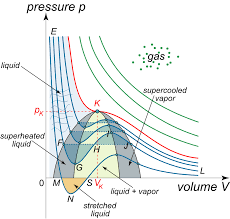 pressure p
E
liquid
gas
supercooled
vapor
K
pK
F
J
H
I
superheated
liquid
G
L
0
M
S
VK
volume V
N
liquid + vapor
stretched
liquid